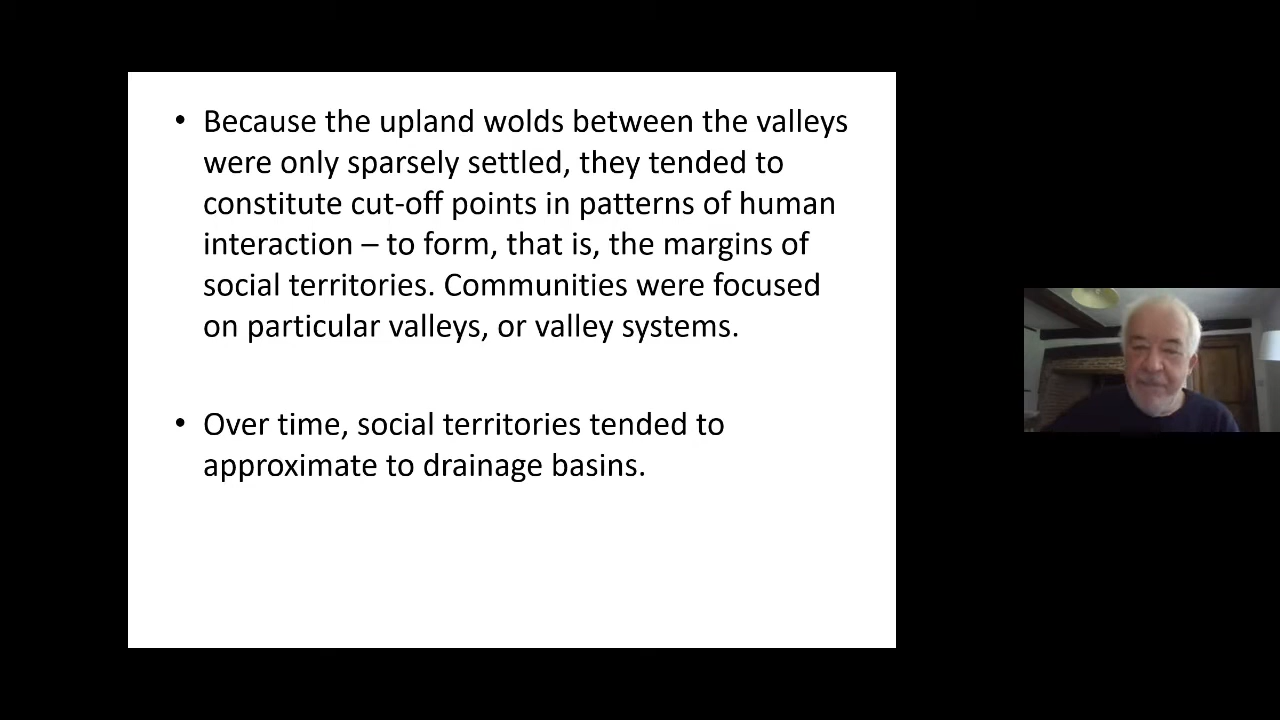 • Because the upland wolds between the valleys
were only sparsely settled, they tended to
constitute cut-off points in patterns of human
interaction – to form, that is, the margins of
social territories. Communities were focused
on particular valleys, or valley systems.
• Over time, social territories tended to
approximate to drainage basins.